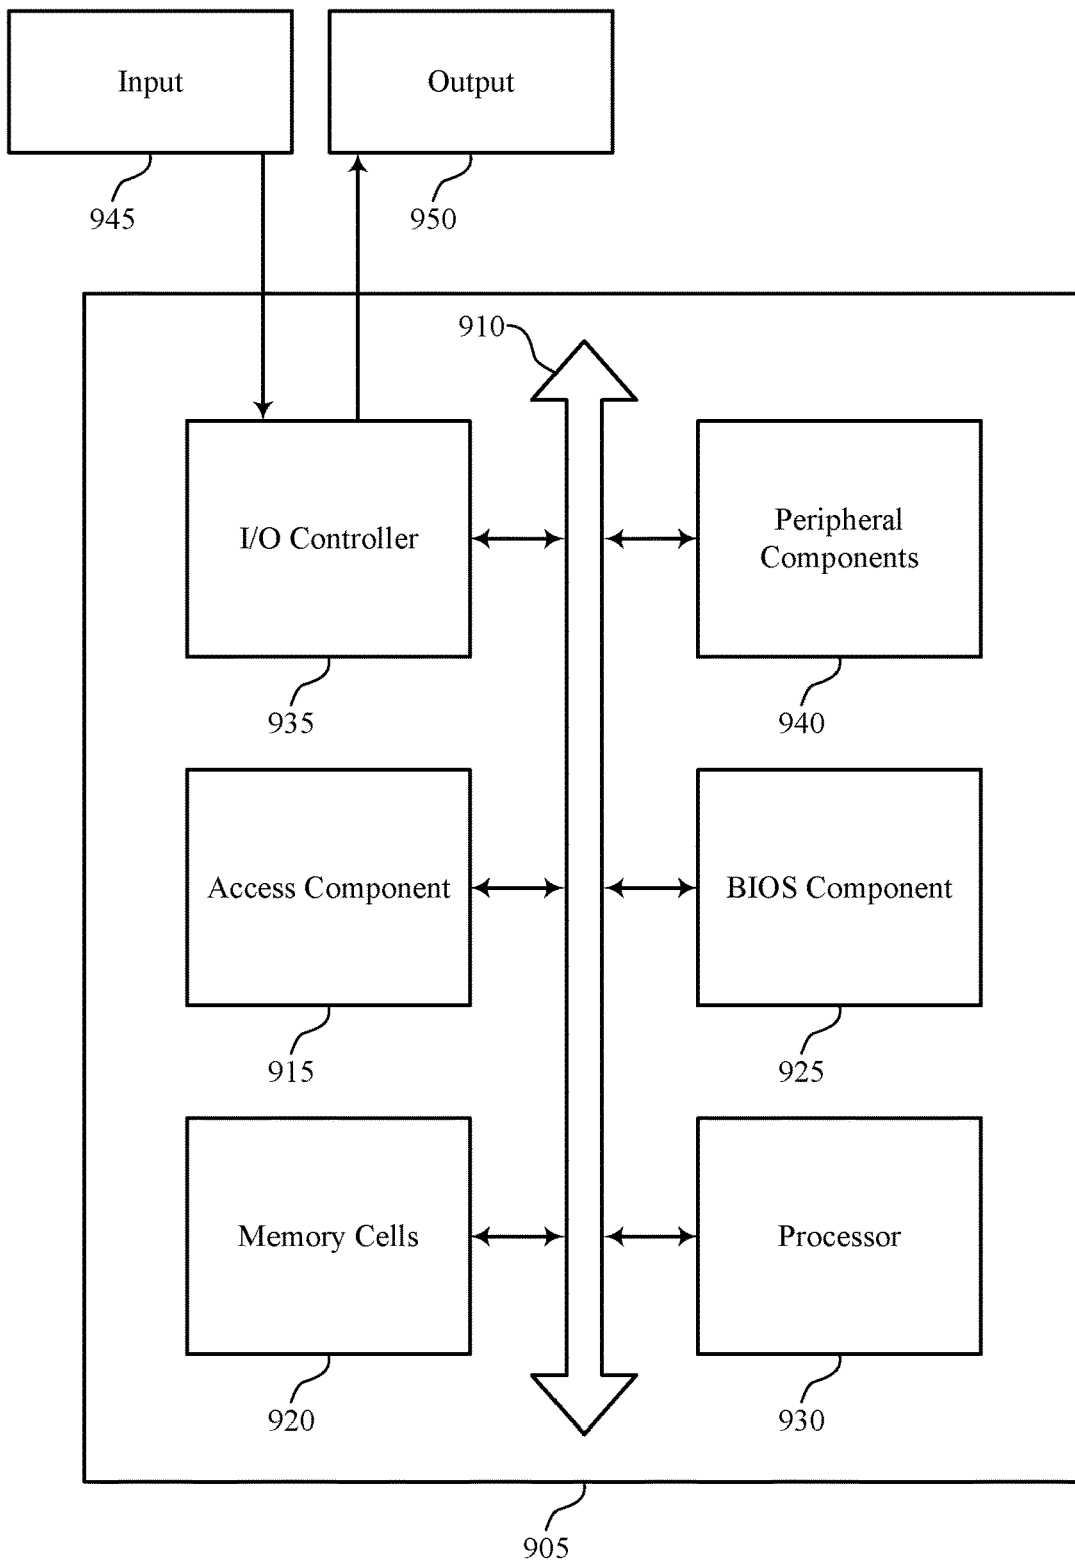 Input
Output
945
950
910
I/O Controller
Peripheral
Components
935
940
Access Component
BIOS Component
915
925
Memory Cells
Processor
920
930
905